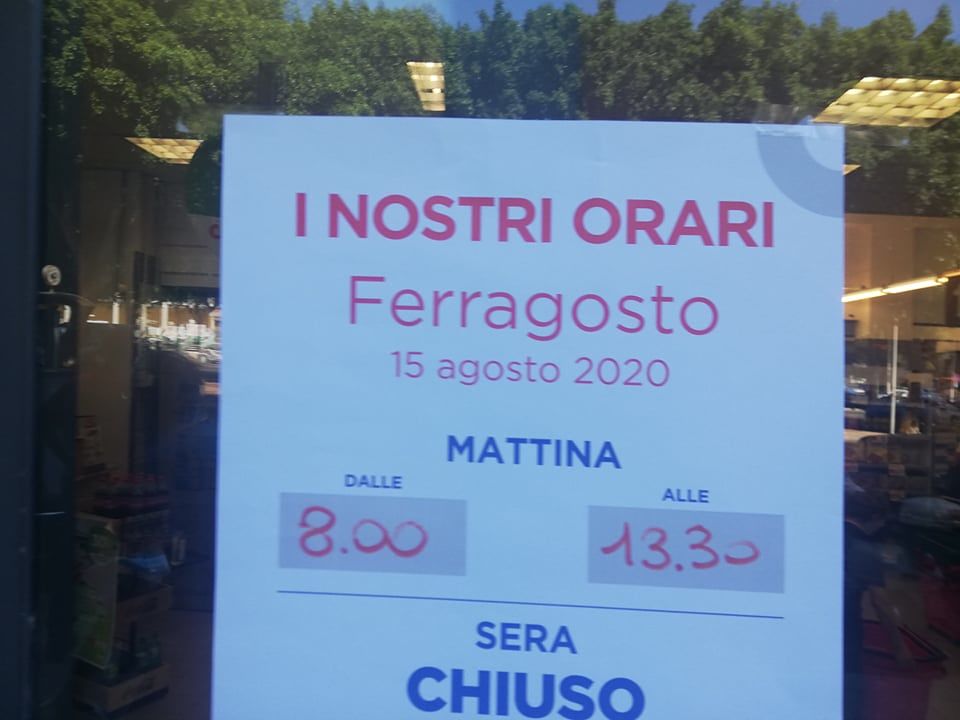 I NOSTRI ORARI
Ferragosto
15 agosto 2020
MATTINA
DALLE ALLE
8.00 13.30
SERA
CHIUSO